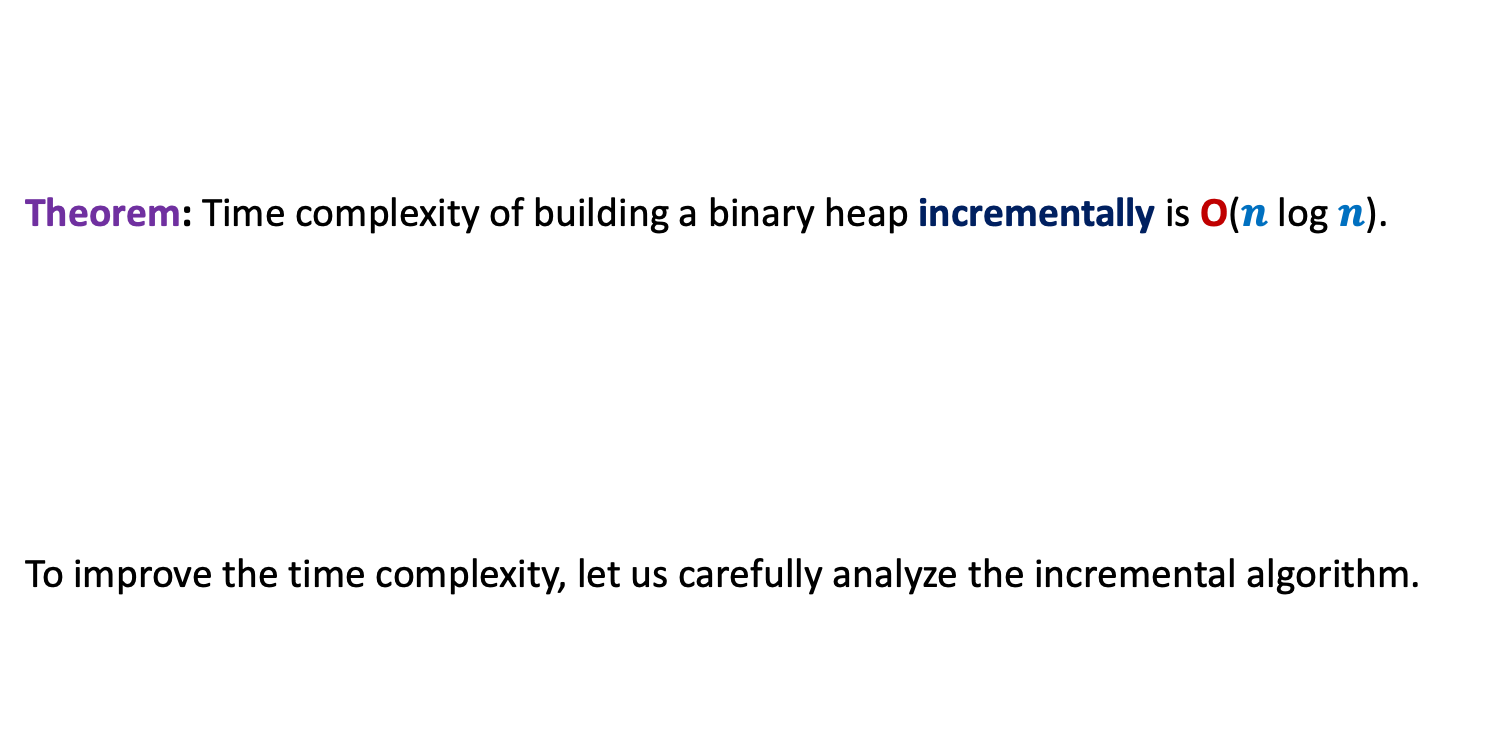 Theorem: Time complexity of building a binary heap incrementally is O(n log n).
To improve the time complexity, let us carefully analyze the incremental algorithm.